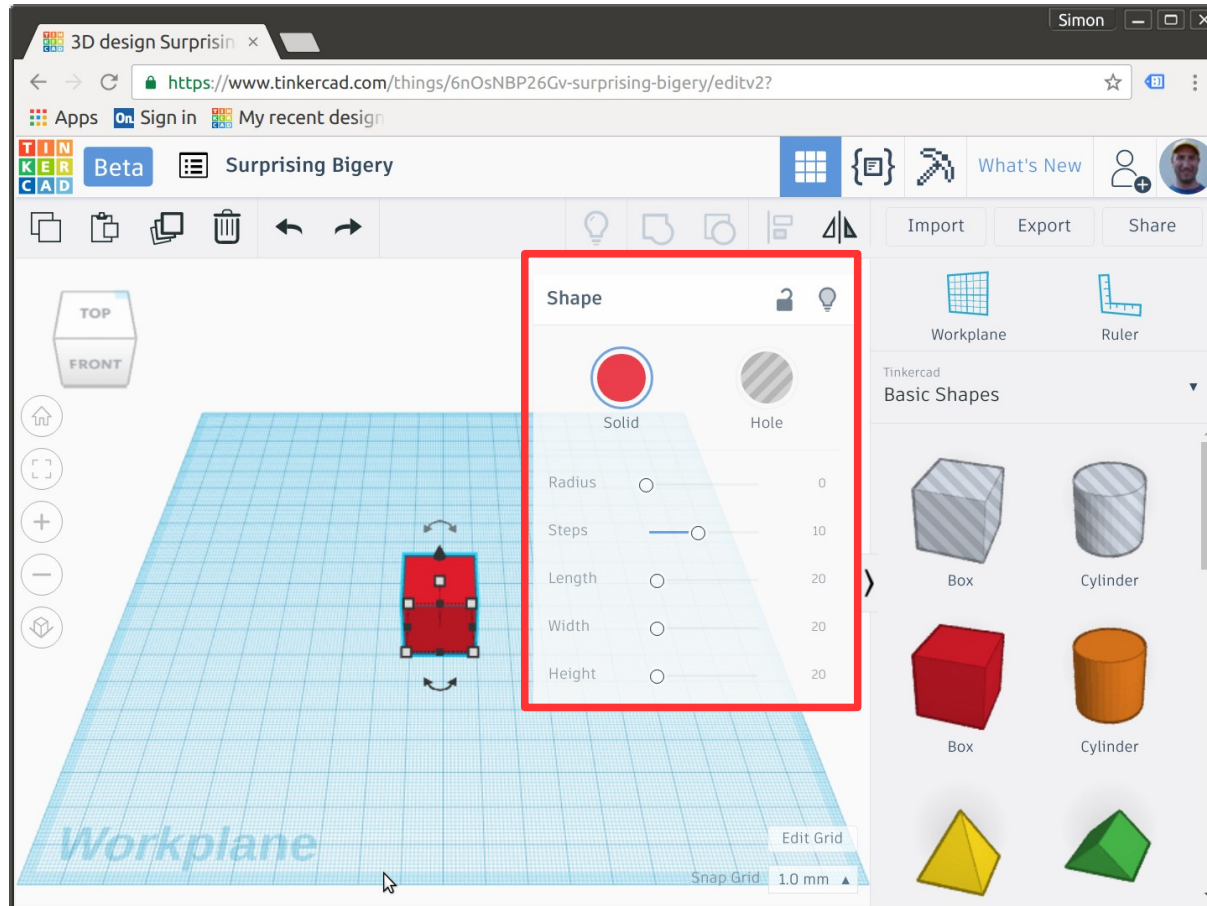 Simon
3D design Surprisin
https://www.tinkercad.com/things/6nOsNBP26Gv-surprising-bigery/editv2?
Apps On Sign in My recent design
TIN
KER
CAD
Beta
Surprising Bigery
What's New
Import Export Share
TOP
FRONT
Shape
Solid Hole
Radius 0
Steps 10
Length 20
Width 20
Height 20
Workplane Ruler
Tinkercad
Basic Shapes
Box Cylinder
Box Cylinder
Workplane
Edit Grid
Snap Grid 1.0 mm